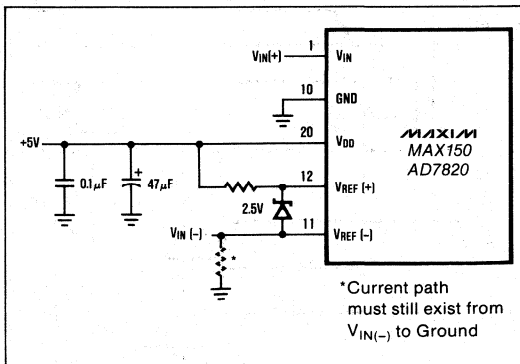 VIN(+) 1 VIN
10 GND
+5V 20 VDD
MAXIM
MAX150
AD7820
0.1μF + 47μF
12 VREF (+)
2.5V
VIN (-) 11 VREF (-)
*
*Current path
must still exist from
VIN(-) to Ground